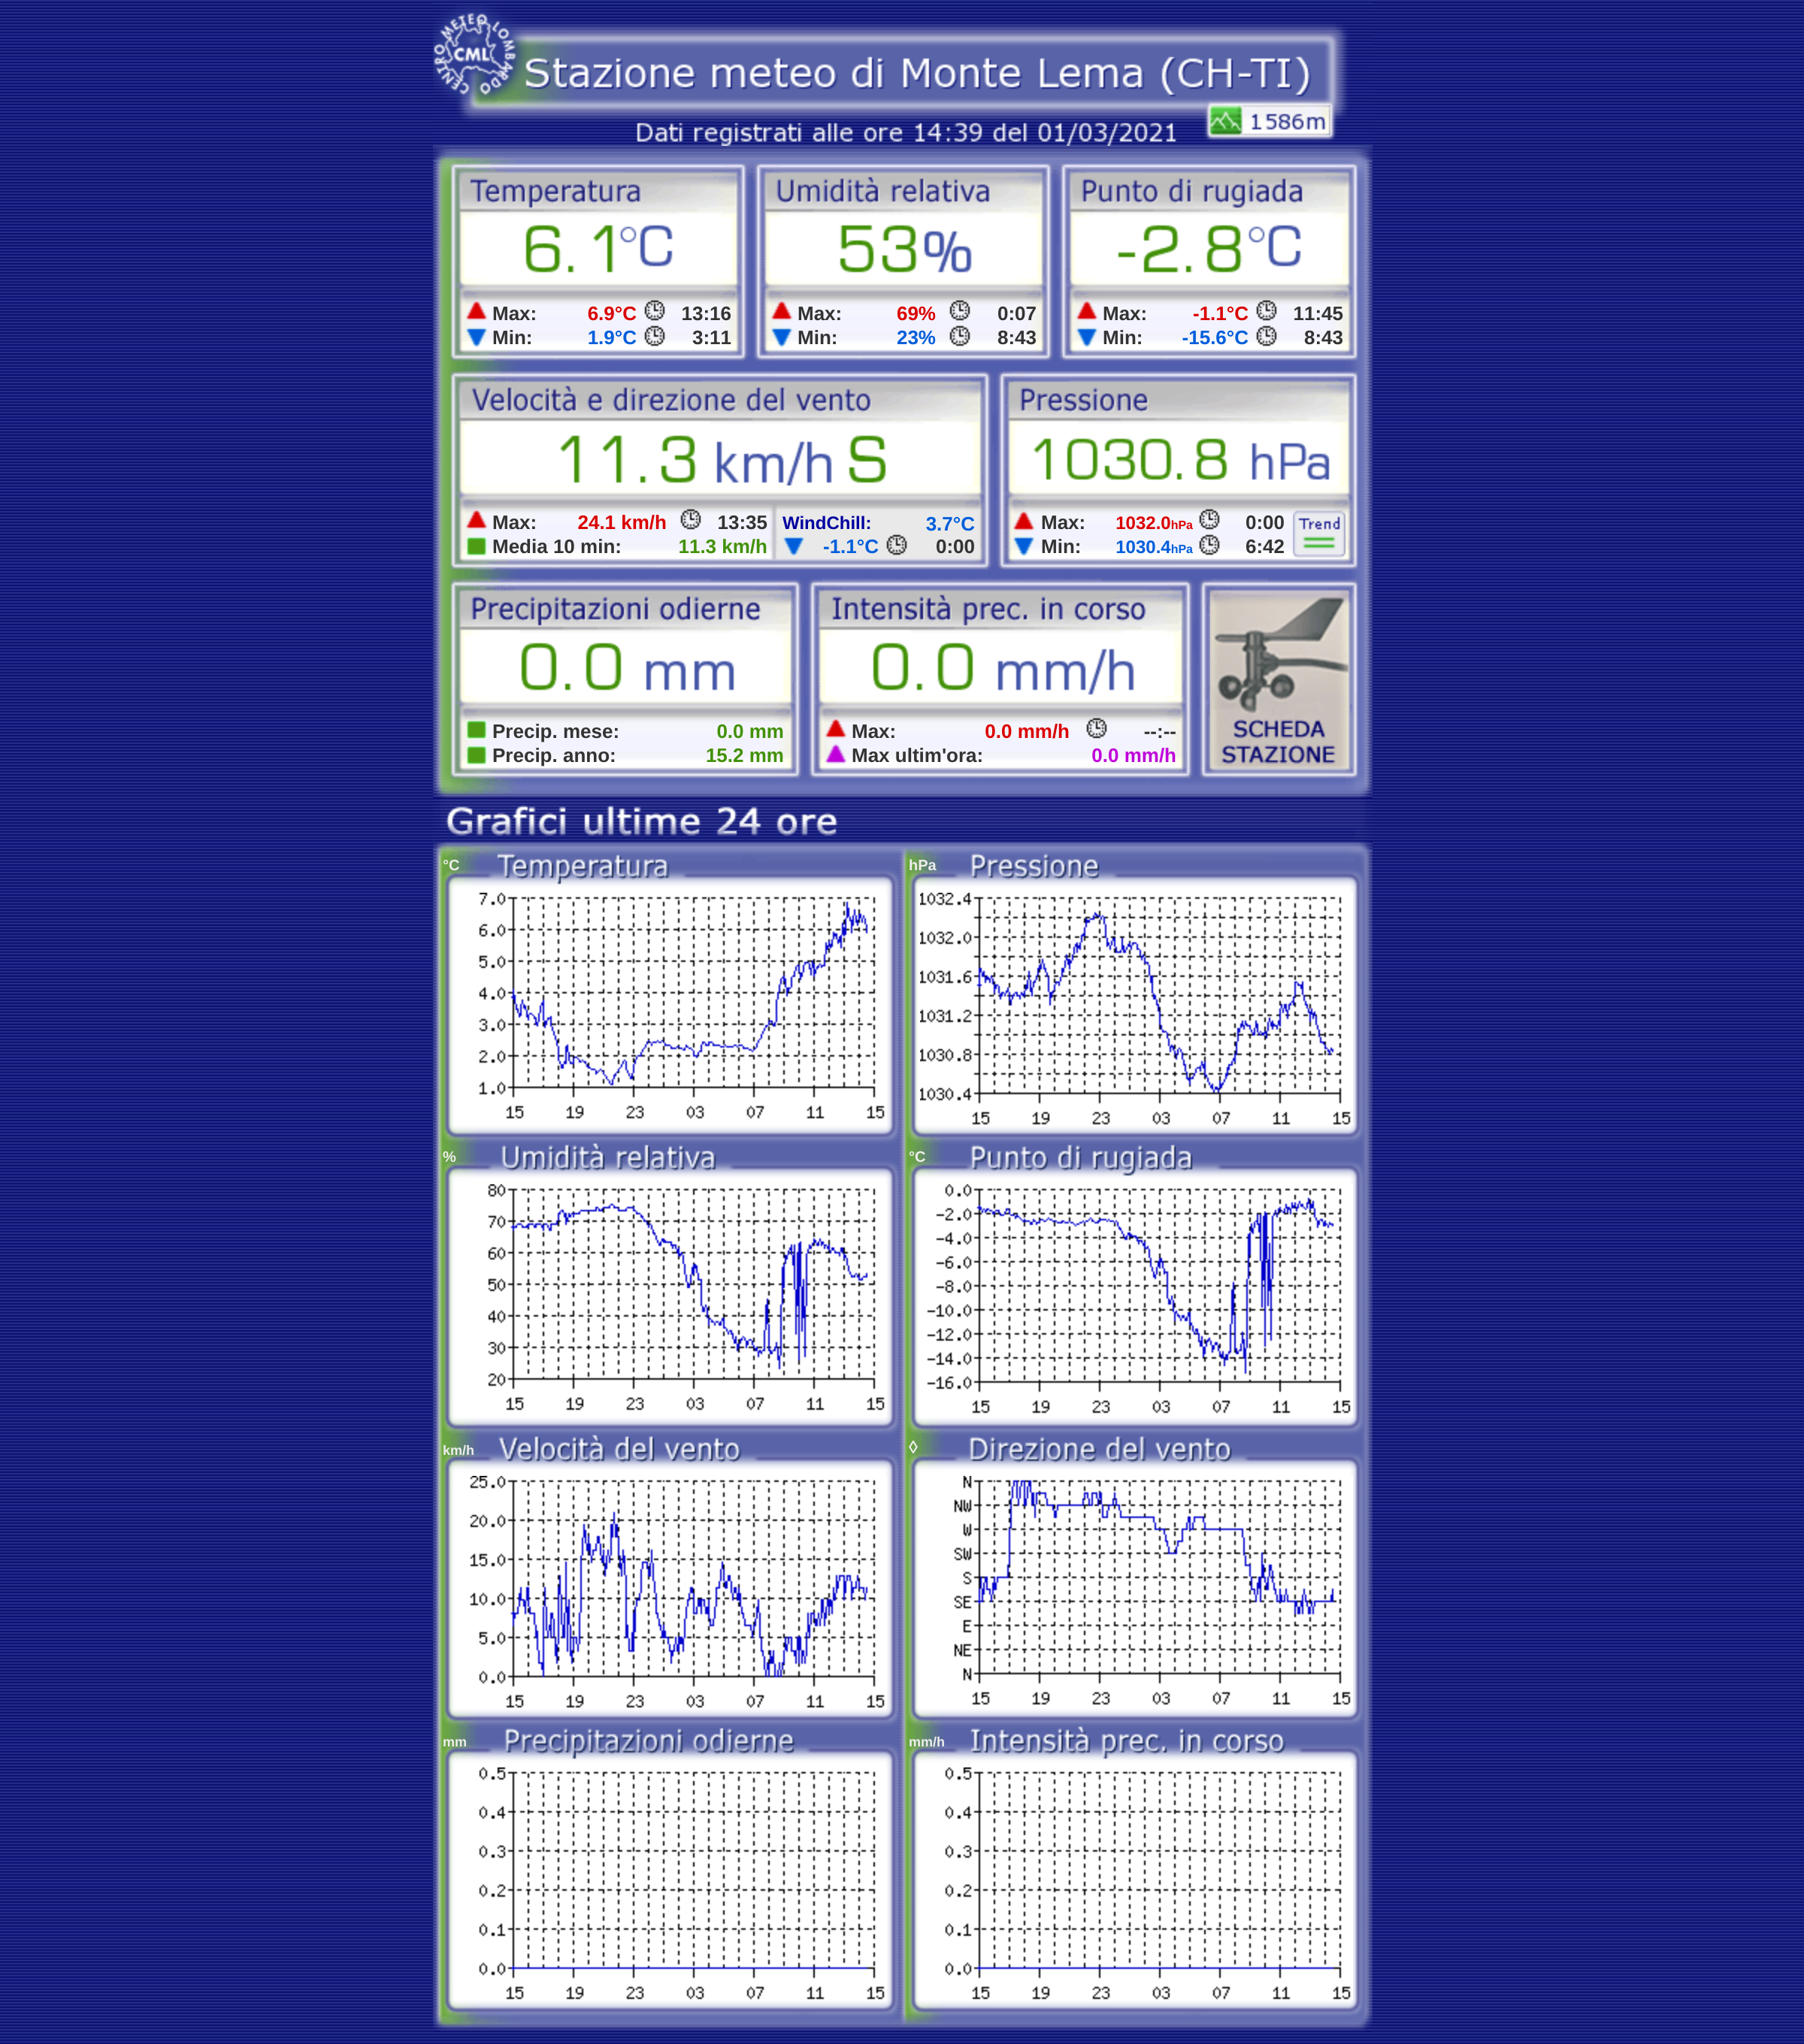 CENTRO METEO LOMBARDO
CML
Stazione meteo di Monte Lema (CH-TI)
1586m
Dati registrati alle ore 14:39 del 01/03/2021
Temperatura
6.1°C
Max: 6.9°C 13:16
Min: 1.9°C 3:11
Umidità relativa
53%
Max: 69% 0:07
Min: 23% 8:43
Punto di rugiada
-2.8°C
Max: -1.1°C 11:45
Min: -15.6°C 8:43
Velocità e direzione del vento
11.3 km/h S
Max: 24.1 km/h 13:35
Media 10 min: 11.3 km/h
WindChill: 3.7°C
-1.1°C 0:00
Pressione
1030.8 hPa
Max: 1032.0hPa 0:00
Min: 1030.4hPa 6:42
Trend
Precipitazioni odierne
0.0 mm
Precip. mese: 0.0 mm
Precip. anno: 15.2 mm
Intensità prec. in corso
0.0 mm/h
Max: 0.0 mm/h --:--
Max ultim'ora: 0.0 mm/h
SCHEDA
STAZIONE
Grafici ultime 24 ore
°C Temperatura
7.0
6.0
5.0
4.0
3.0
2.0
1.0
15 19 23 03 07 11 15
hPa Pressione
1032.4
1032.0
1031.6
1031.2
1030.8
1030.4
15 19 23 03 07 11 15
% Umidità relativa
80
70
60
50
40
30
20
15 19 23 03 07 11 15
°C Punto di rugiada
0.0
-2.0
-4.0
-6.0
-8.0
-10.0
-12.0
-14.0
-16.0
15 19 23 03 07 11 15
km/h Velocità del vento
25.0
20.0
15.0
10.0
5.0
0.0
15 19 23 03 07 11 15
◊ Direzione del vento
N
NW
W
SW
S
SE
E
NE
N
15 19 23 03 07 11 15
mm Precipitazioni odierne
0.5
0.4
0.3
0.2
0.1
0.0
15 19 23 03 07 11 15
mm/h Intensità prec. in corso
0.5
0.4
0.3
0.2
0.1
0.0
15 19 23 03 07 11 15